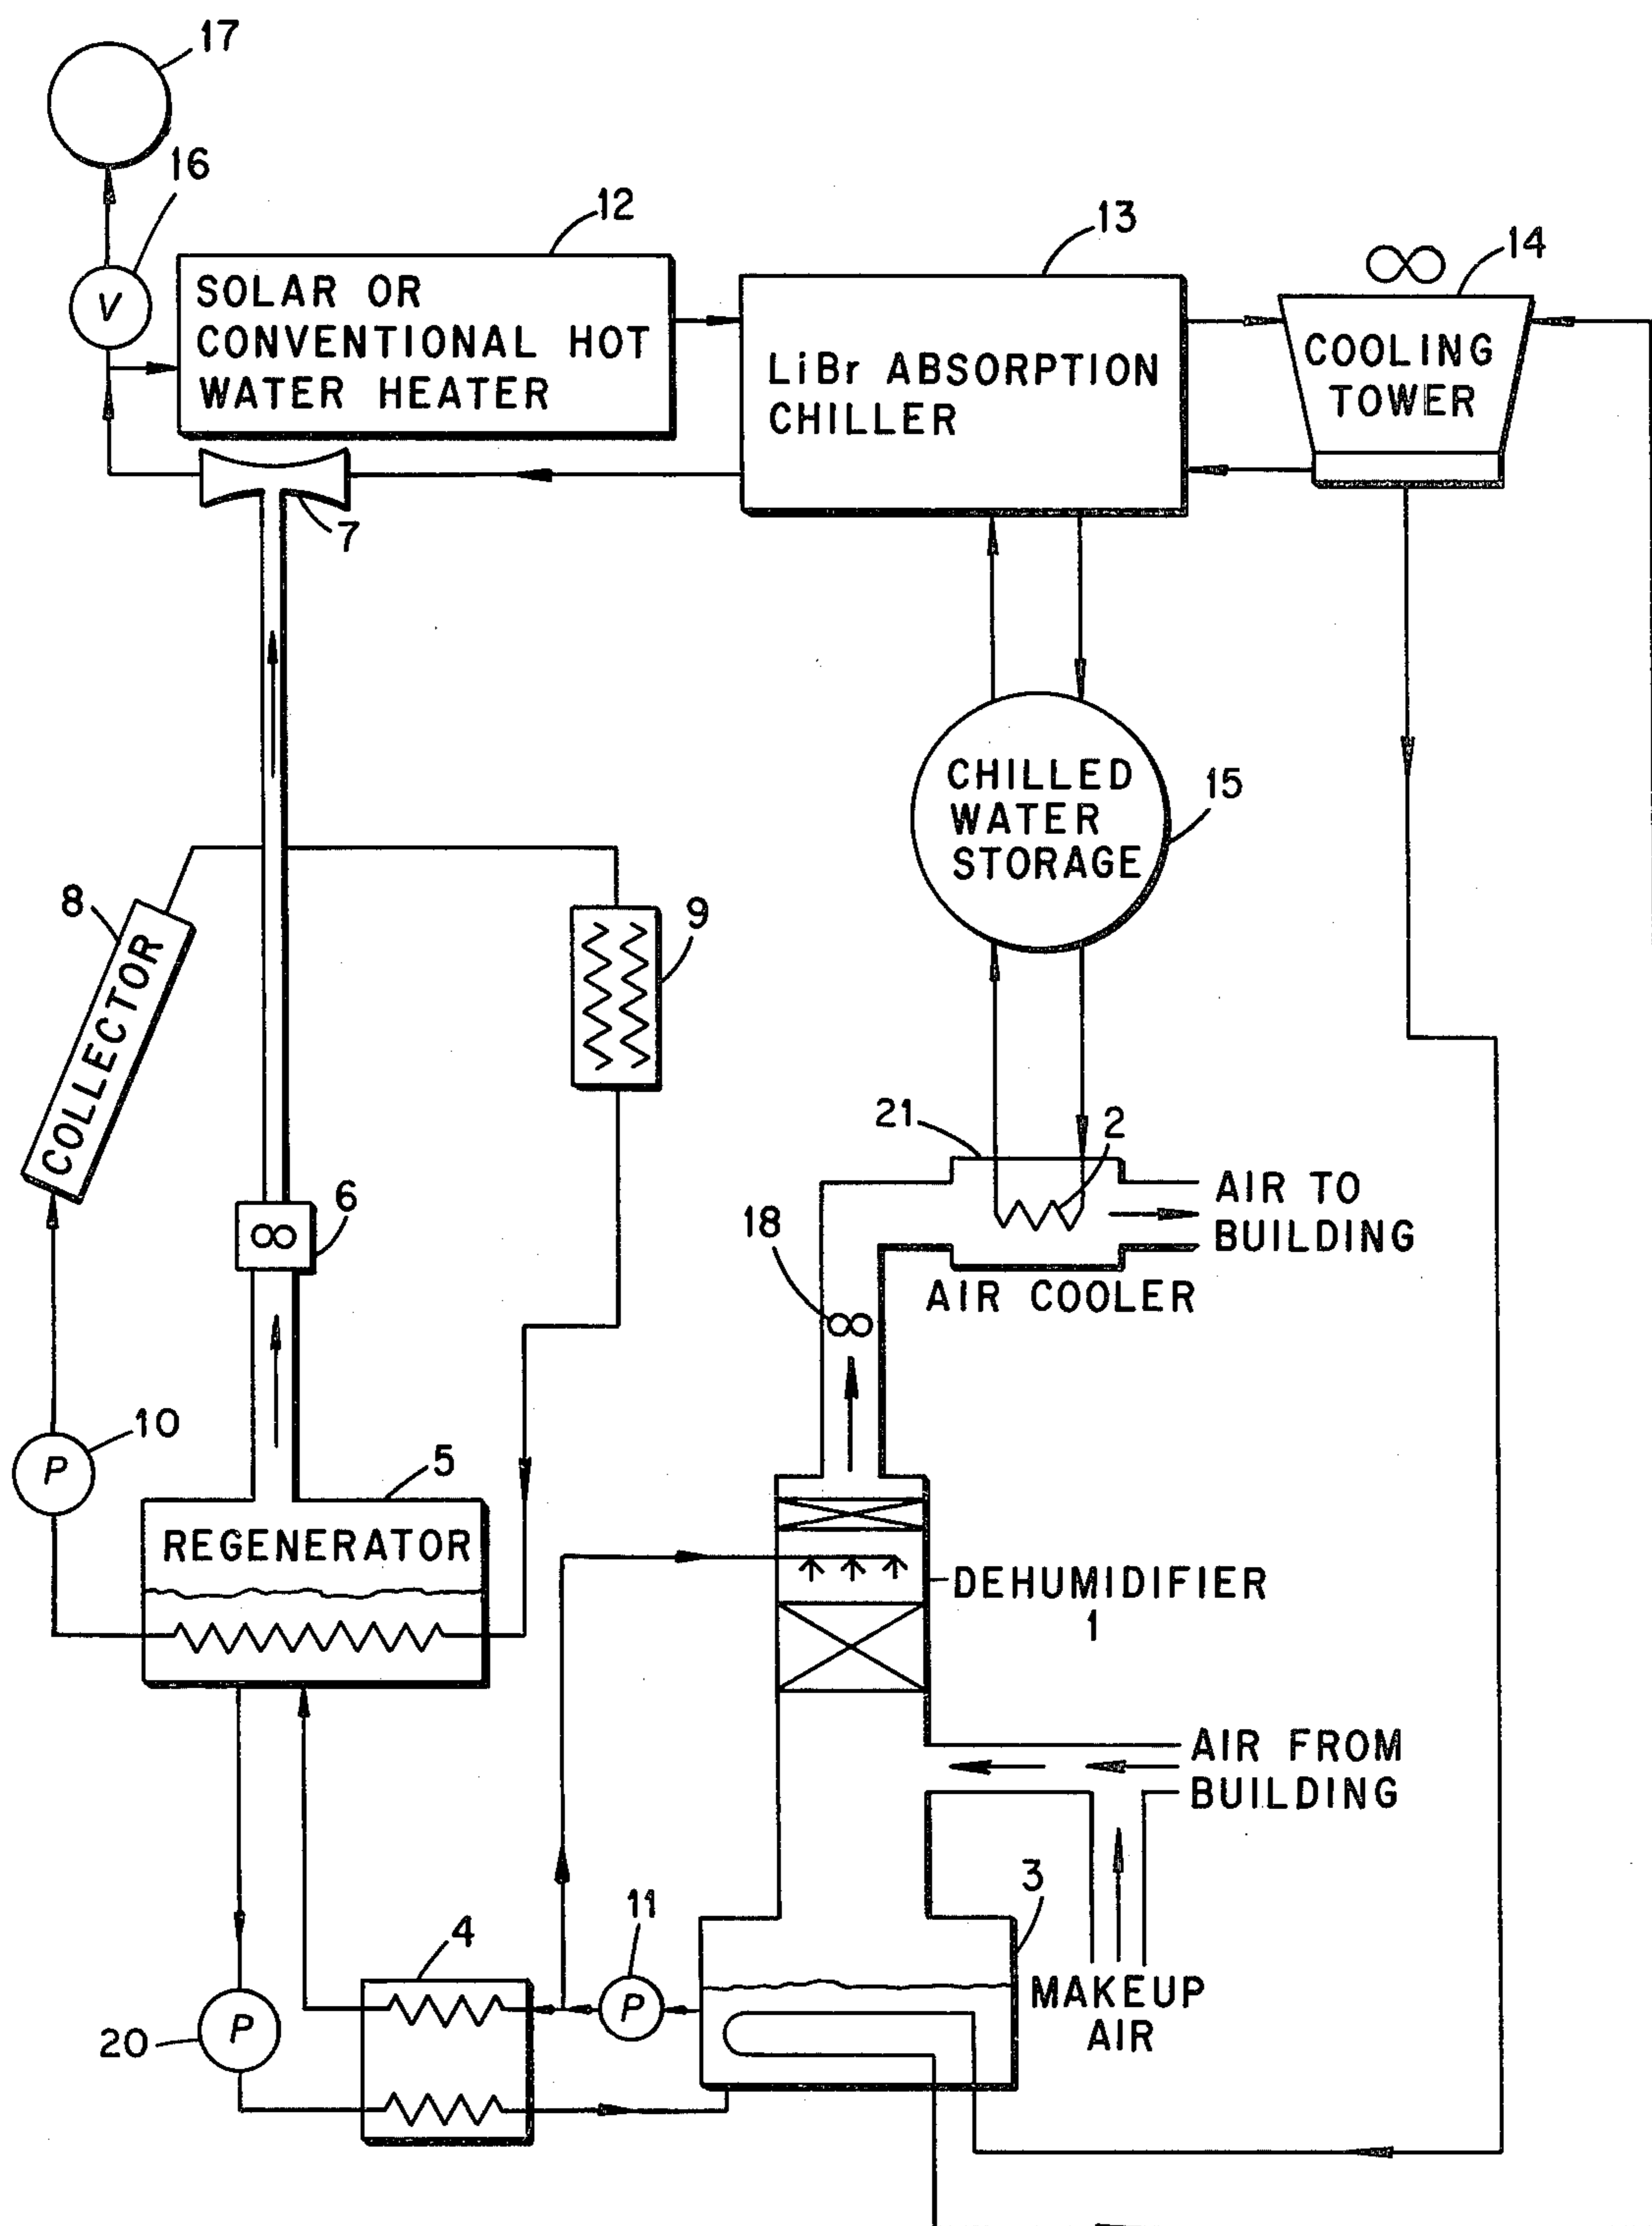 17
16
12
13
14
V
SOLAR OR
CONVENTIONAL HOT
WATER HEATER
LiBr ABSORPTION
CHILLER
COOLING
TOWER
7
CHILLED
WATER
STORAGE
15
8
COLLECTOR
9
21
2
6
18
AIR TO
BUILDING
AIR COOLER
10
P
5
REGENERATOR
DEHUMIDIFIER
1
AIR FROM
BUILDING
3
11
4
P
MAKEUP
AIR
20
P